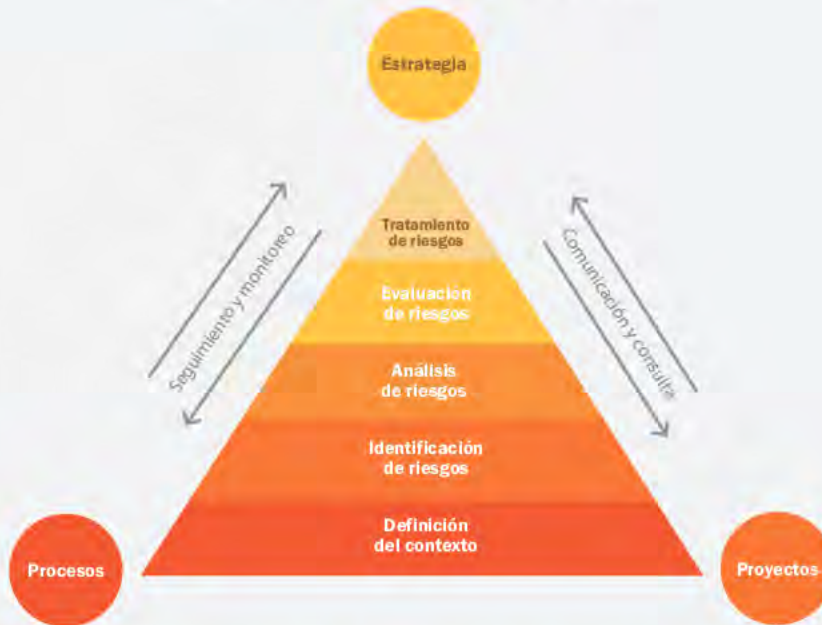 Estrategia
Tratamiento
de riesgos
Seguimiento y monitoreo
Comunicación y consulta
Evaluación
de riesgos
Análisis
de riesgos
Identificación
de riesgos
Definición
del contexto
Procesos
Proyectos